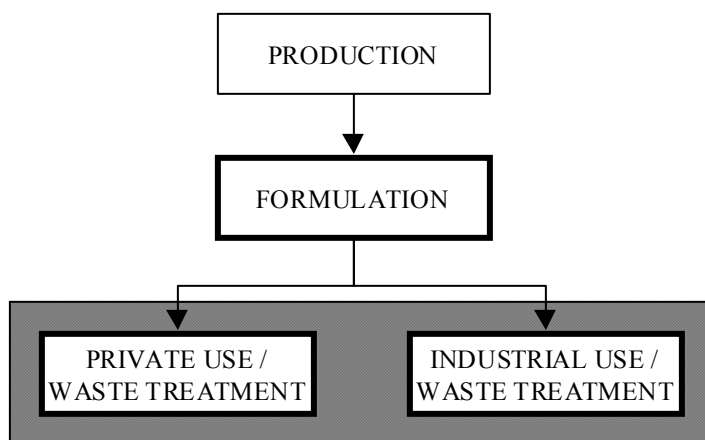 PRODUCTION
FORMULATION
PRIVATE USE /
WASTE TREATMENT
INDUSTRIAL USE /
WASTE TREATMENT